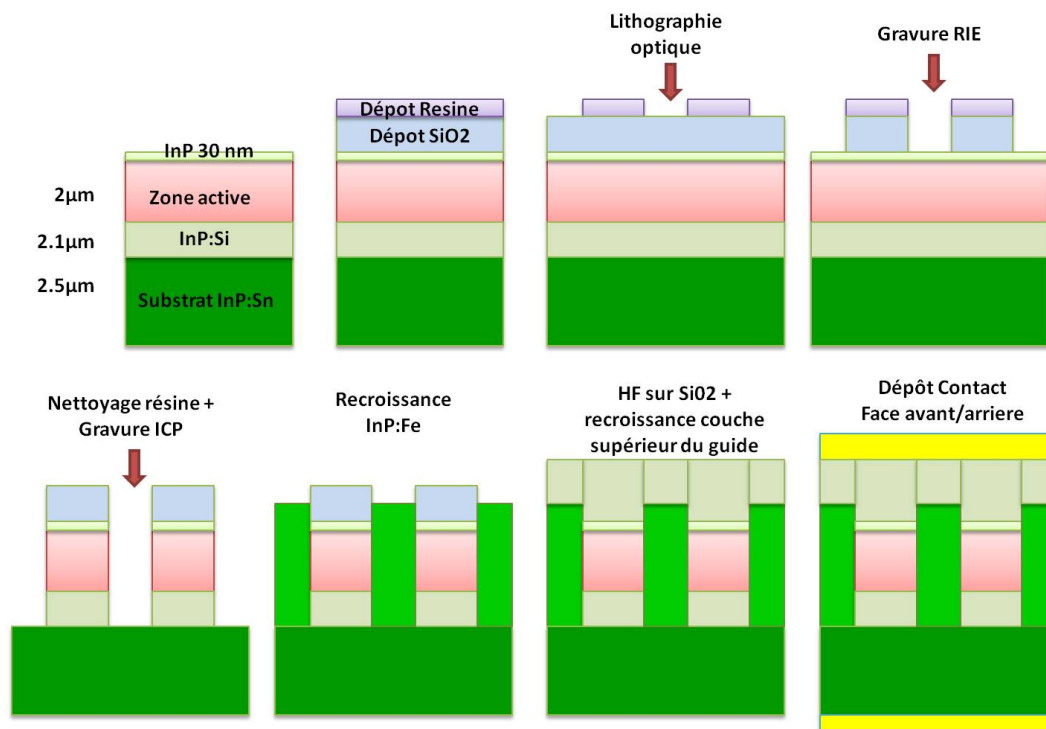 Lithographie
optique
Gravure RIE
Dépot Resine
Dépot SiO2
InP 30 nm
2µm
Zone active
2.1µm
InP:Si
2.5µm
Substrat InP:Sn
Nettoyage résine +
Gravure ICP
Recroissance
InP:Fe
HF sur Si02 +
recroissance couche
supérieur du guide
Dépôt Contact
Face avant/arriere